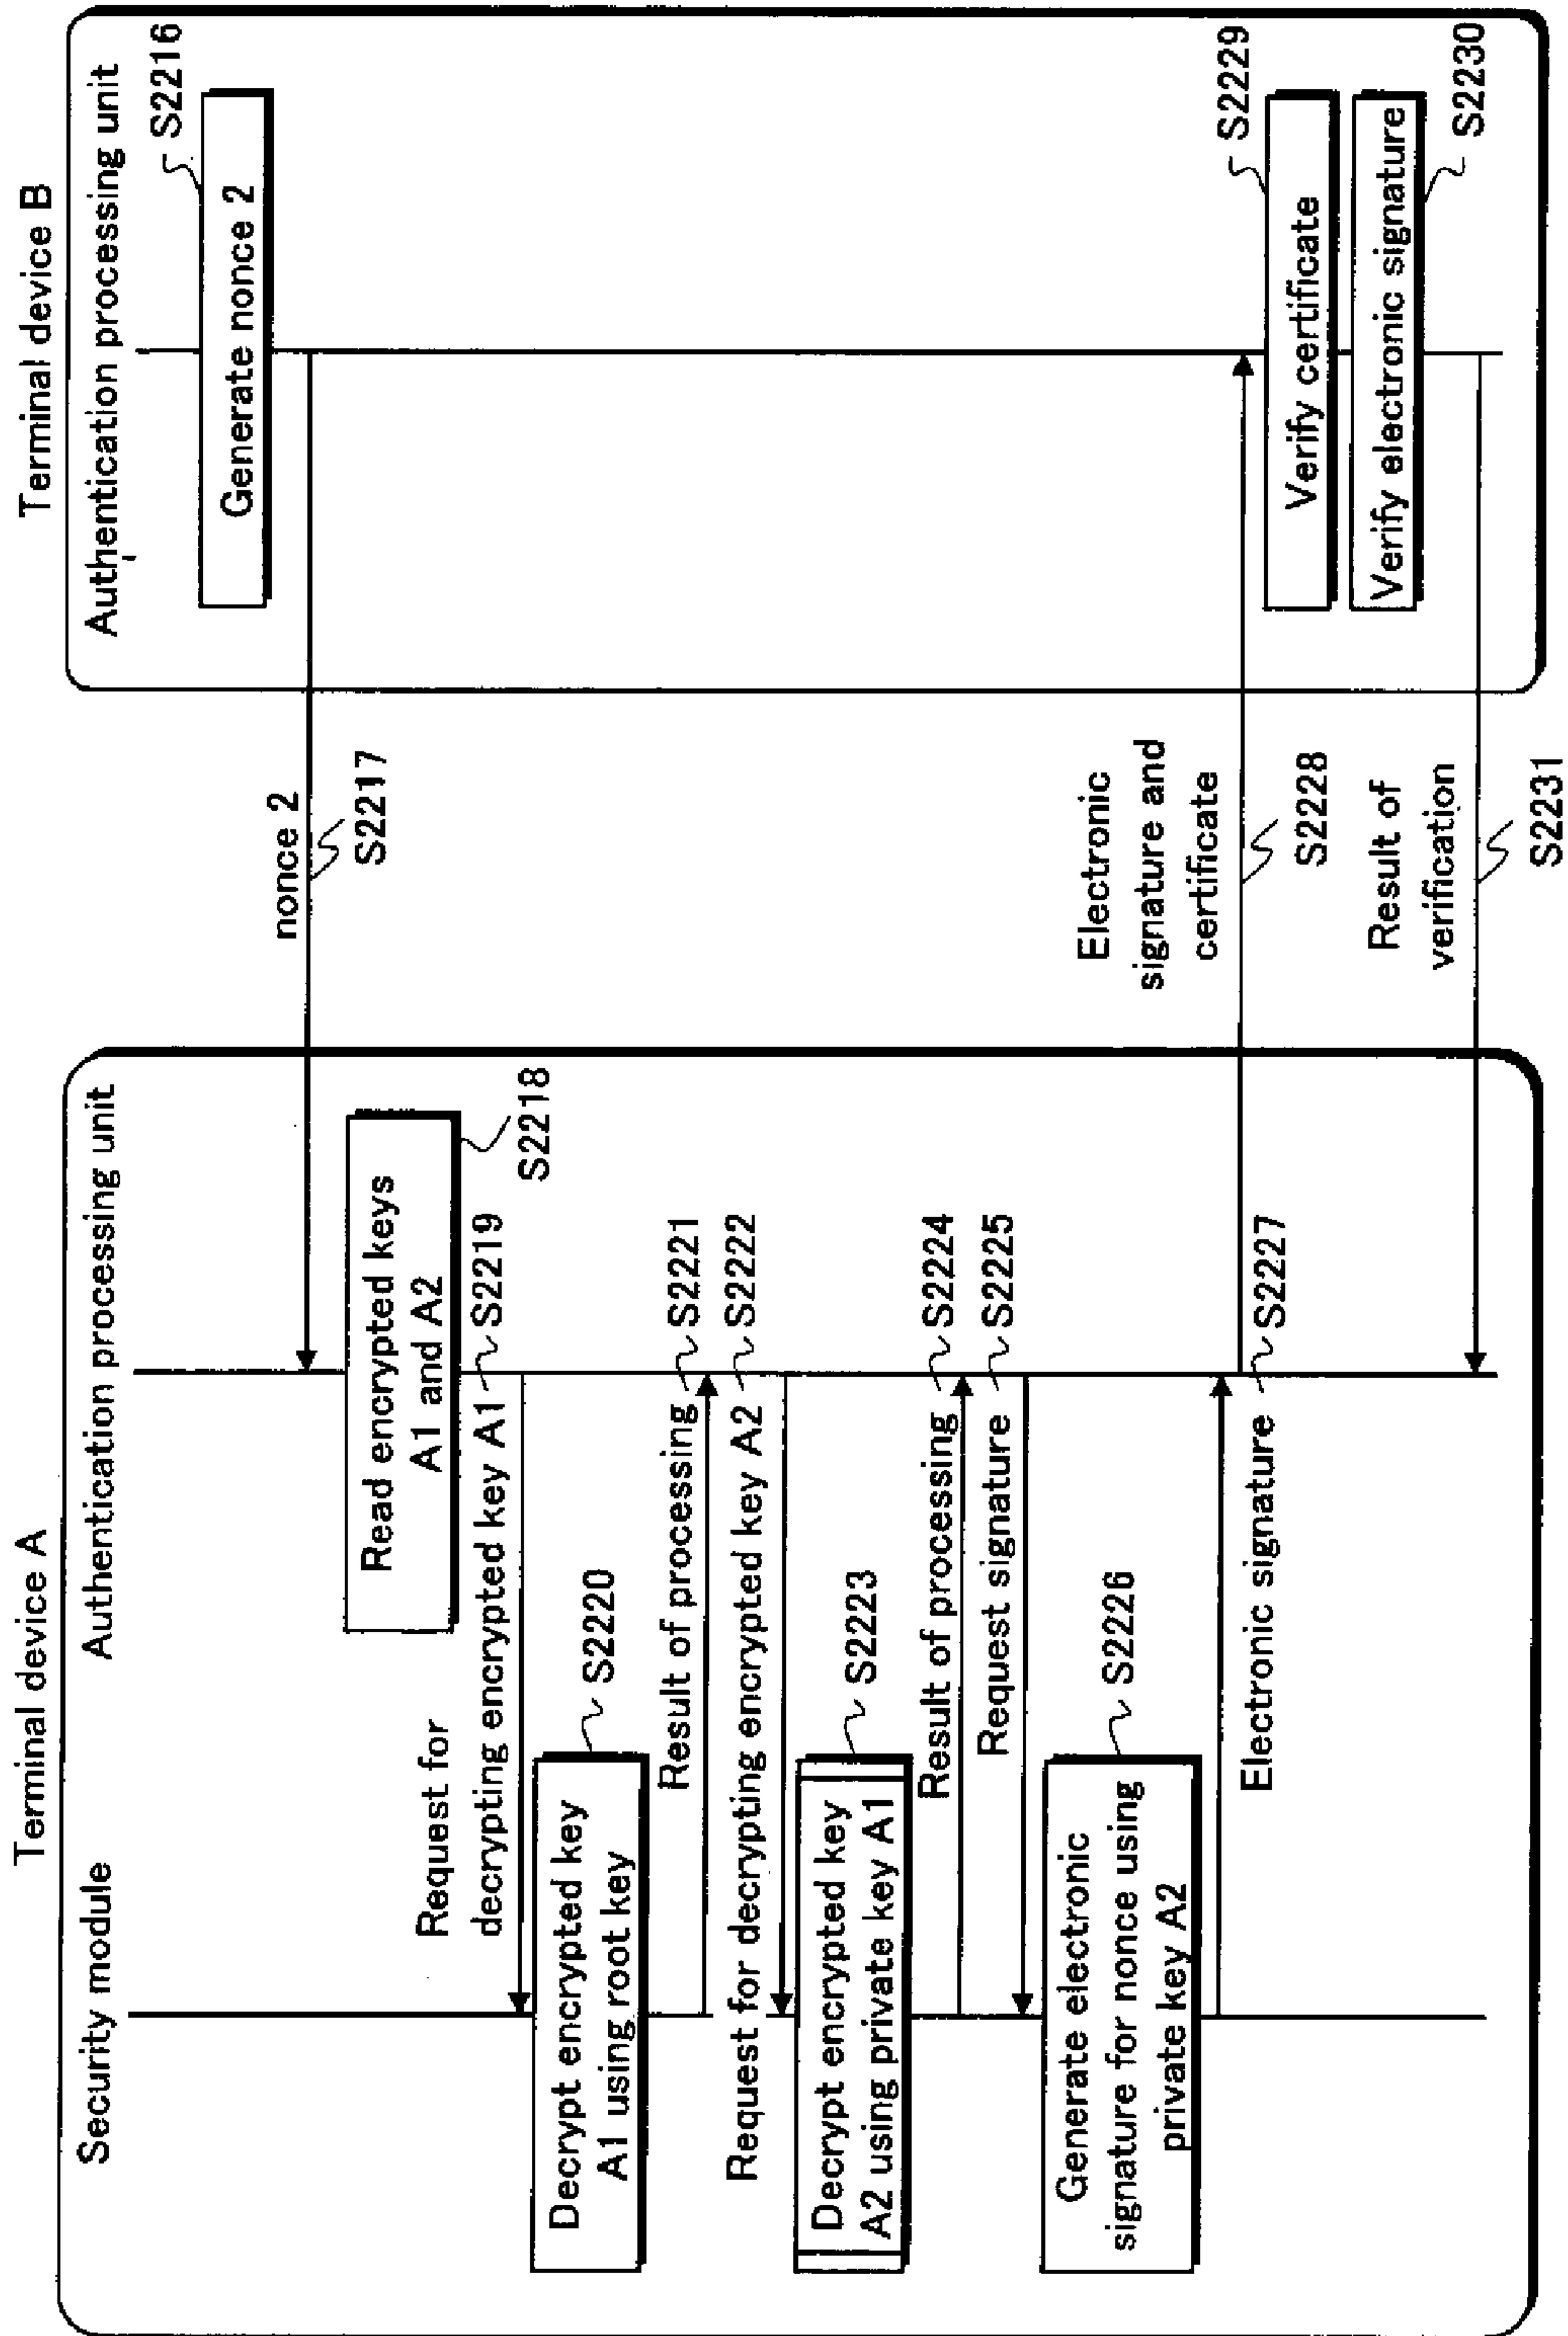 Terminal device A
Terminal device B
Security module
Authentication processing unit
Authentication processing unit
Generate nonce 2
S2216
nonce 2
S2217
Read encrypted keys
A1 and A2
S2218
Request for
decrypting encrypted key A1
S2219
Decrypt encrypted key
A1 using root key
S2220
Result of processing
S2221
Request for decrypting encrypted key A2
S2222
Decrypt encrypted key
A2 using private key A1
S2223
Result of processing
S2224
Request signature
S2225
Generate electronic
signature for nonce using
private key A2
S2226
Electronic signature
S2227
Electronic
signature and
certificate
S2228
Verify certificate
S2229
Verify electronic signature
S2230
Result of
verification
S2231